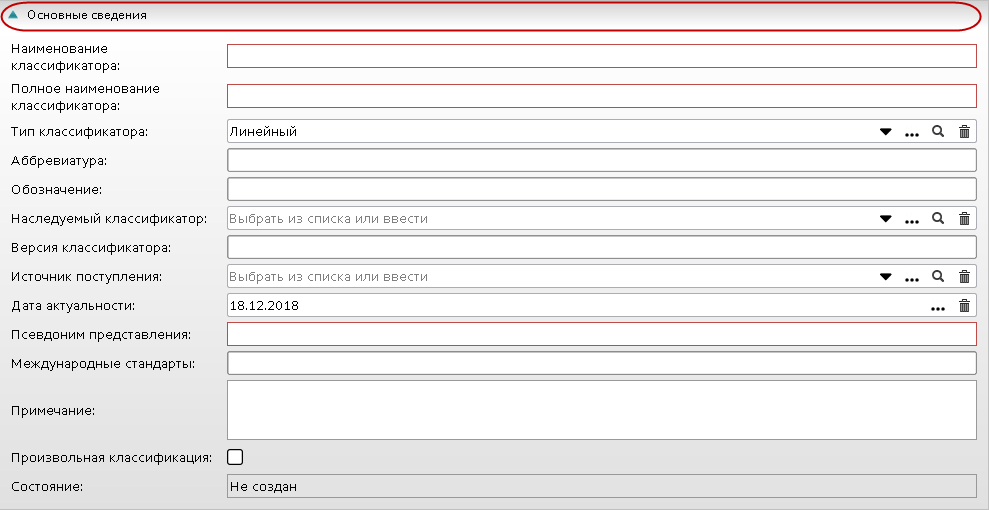 Основные сведения
Наименование
классификатора:
Полное наименование
классификатора:
Тип классификатора: Линейный
Аббревиатура:
Обозначение:
Наследуемый классификатор: Выбрать из списка или ввести
Версия классификатора:
Источник поступления: Выбрать из списка или ввести
Дата актуальности: 18.12.2018
Псевдоним представления:
Международные стандарты:
Примечание:
Произвольная классификация:
Состояние: Не создан